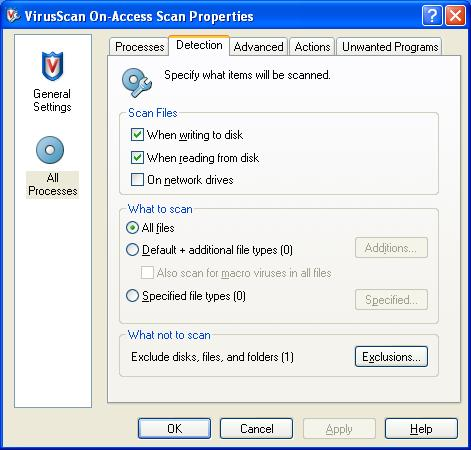 VirusScan On-Access Scan Properties
General
Settings
All
Processes
Processes
Detection
Advanced
Actions
Unwanted Programs
Specify what items will be scanned.
Scan Files
When writing to disk
When reading from disk
On network drives
What to scan
All files
Default + additional file types (0)
Additions...
Also scan for macro viruses in all files
Specified file types (0)
Specified...
What not to scan
Exclude disks, files, and folders (1)
Exclusions...
OK
Cancel
Apply
Help